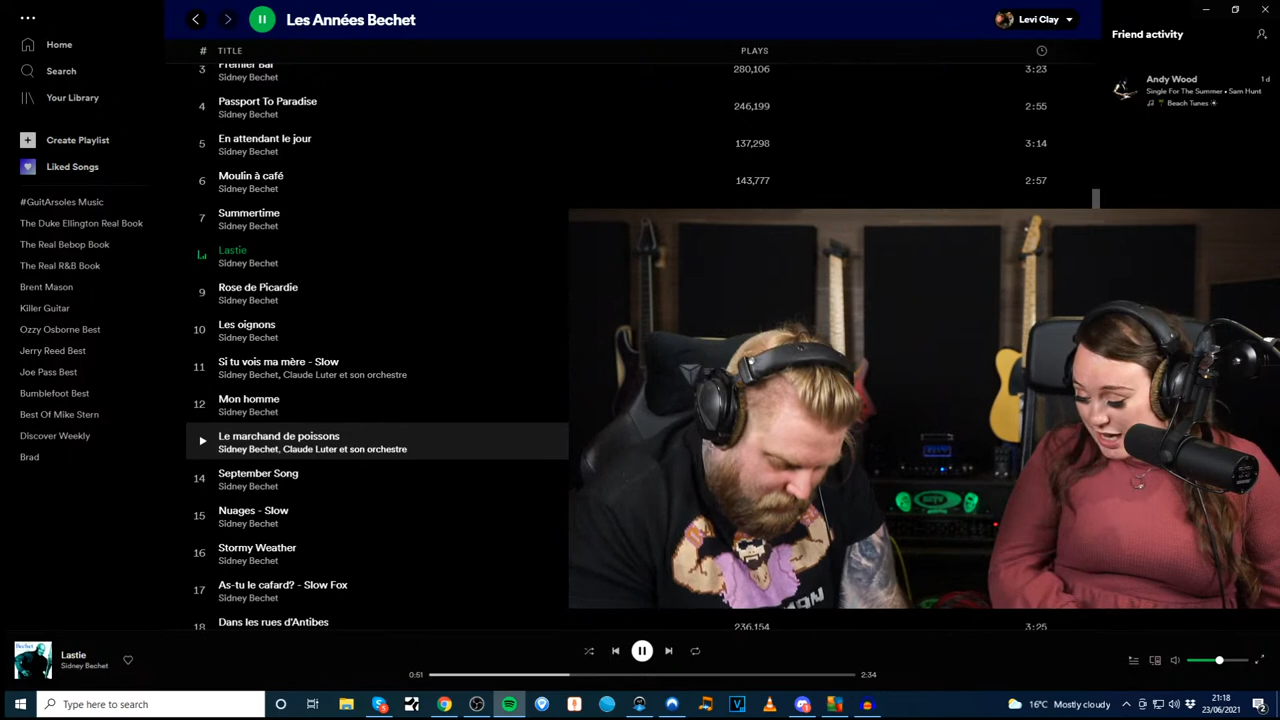 Les Années Bechet
Levi Clay
Friend activity
Home
Search
Your Library
Create Playlist
Liked Songs
#GuitArsoles Music
The Duke Ellington Real Book
The Real Bebop Book
The Real R&B Book
Brent Mason
Killer Guitar
Ozzy Osborne Best
Jerry Reed Best
Joe Pass Best
Bumblefoot Best
Best Of Mike Stern
Discover Weekly
Brad
# TITLE PLAYS
3 Premier Bal 280,106 3:23
Sidney Bechet
4 Passport To Paradise 246,199 2:55
Sidney Bechet
5 En attendant le jour 137,298 3:14
Sidney Bechet
6 Moulin à café 143,777 2:57
Sidney Bechet
7 Summertime
Sidney Bechet
Lastie
Sidney Bechet
9 Rose de Picardie
Sidney Bechet
10 Les oignons
Sidney Bechet
11 Si tu vois ma mère - Slow
Sidney Bechet, Claude Luter et son orchestre
12 Mon homme
Sidney Bechet
Le marchand de poissons
Sidney Bechet, Claude Luter et son orchestre
14 September Song
Sidney Bechet
15 Nuages - Slow
Sidney Bechet
16 Stormy Weather
Sidney Bechet
17 As-tu le cafard? - Slow Fox
Sidney Bechet
18 Dans les rues d'Antibes 236,154 3:25
Andy Wood 1 d
Single For The Summer • Sam Hunt
Beach Tunes
Bechet
Lastie
Sidney Bechet
0:51 2:34
Type here to search
16°C Mostly cloudy
21:18
23/06/2021